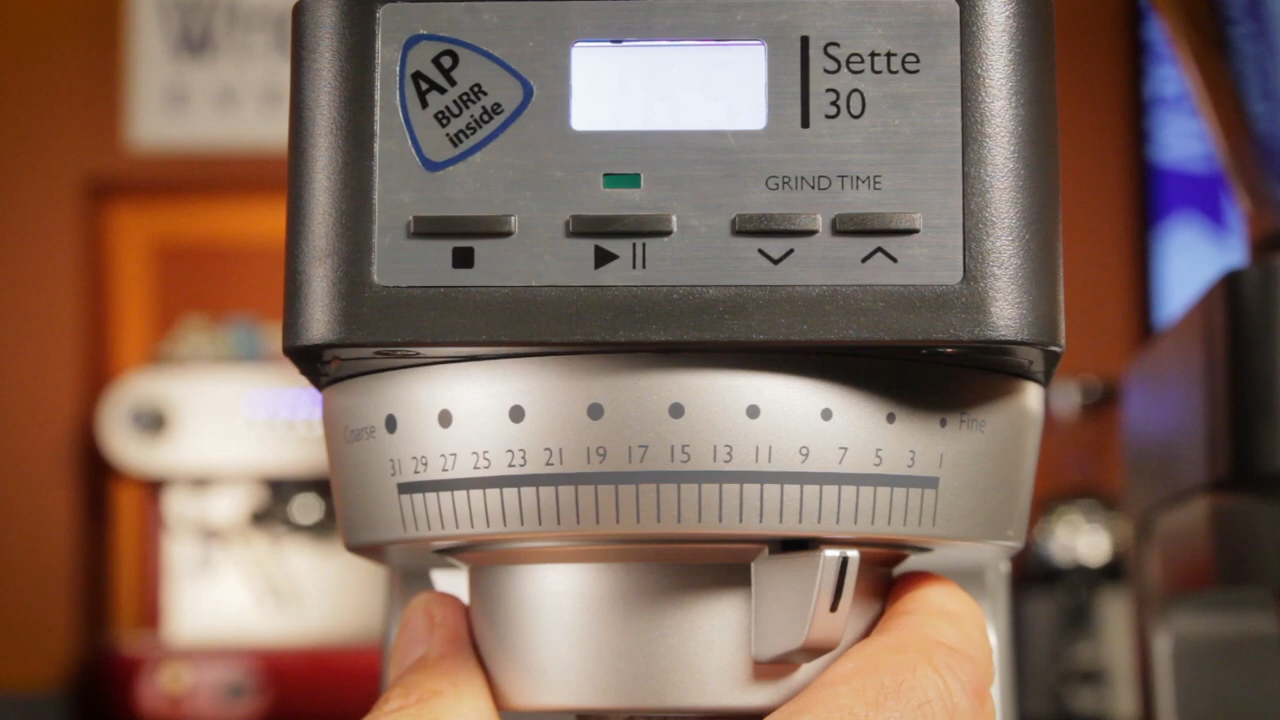 AP
BURR
inside
Sette
30
GRIND TIME
Coarse
Fine
31 29 27 25 23 21 19 17 15 13 11 9 7 5 3 1